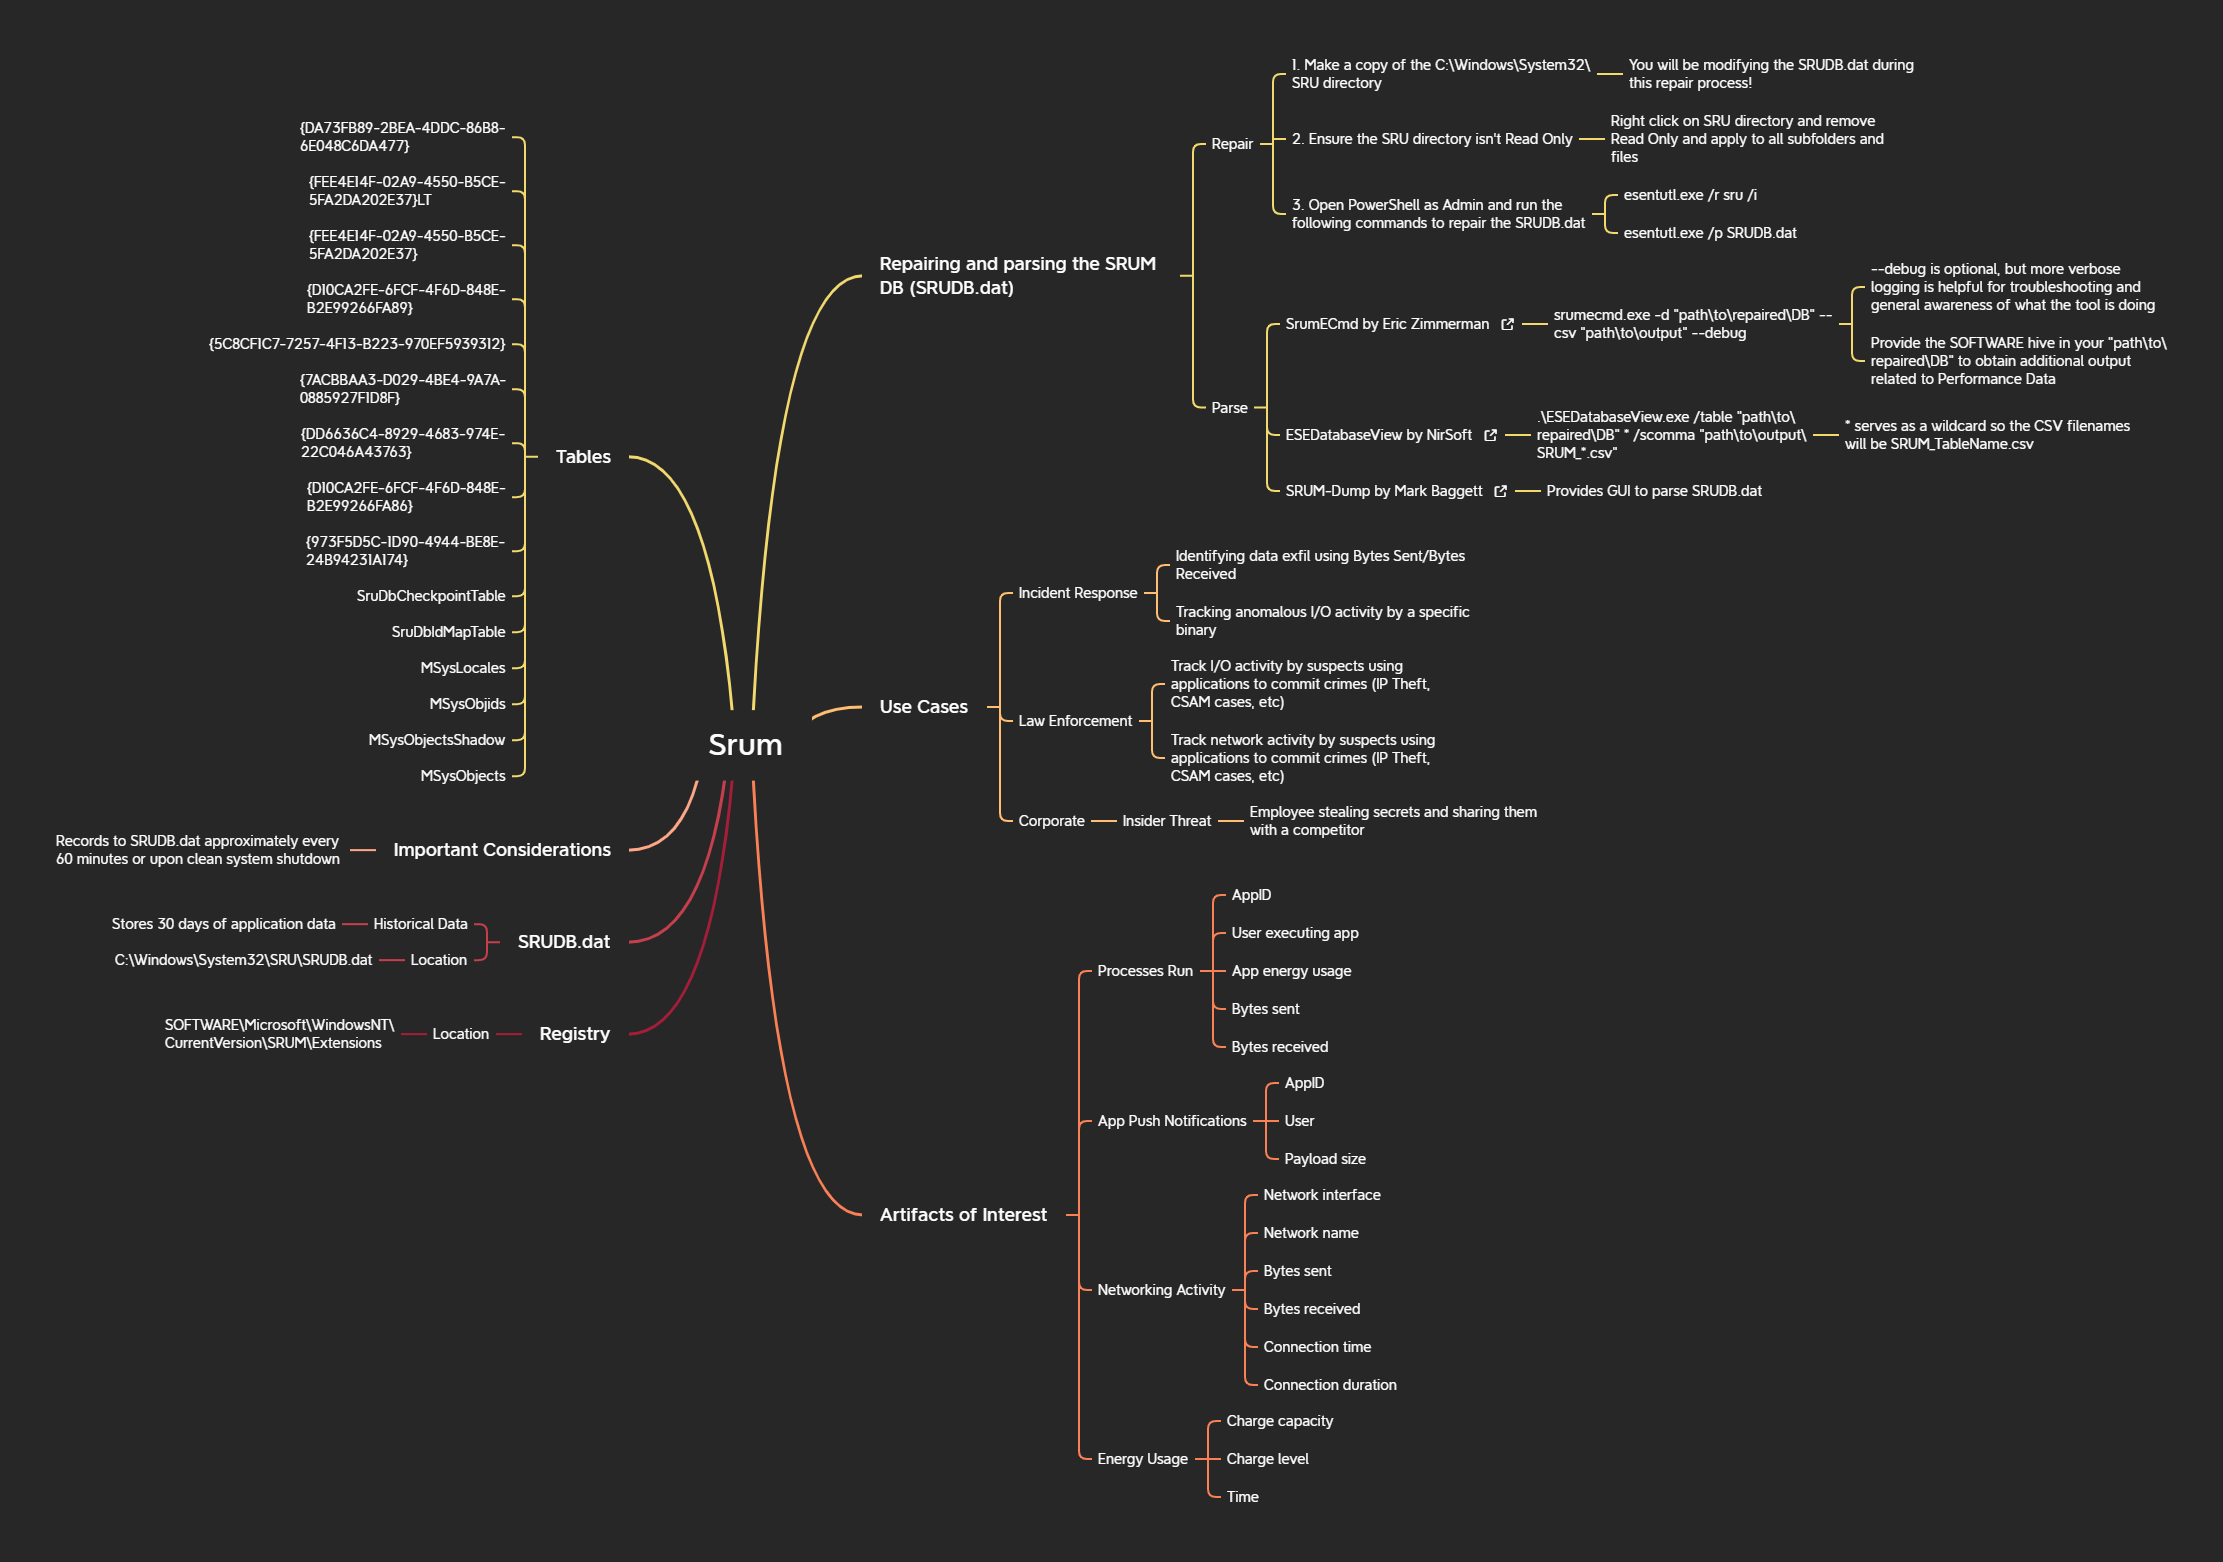 Srum
Repairing and parsing the SRUM
DB (SRUDB.dat)
Repair
1. Make a copy of the C:\Windows\System32\
SRU directory
You will be modifying the SRUDB.dat during
this repair process!
2. Ensure the SRU directory isn't Read Only
Right click on SRU directory and remove
Read Only and apply to all subfolders and
files
3. Open PowerShell as Admin and run the
following commands to repair the SRUDB.dat
esentutl.exe /r sru /i
esentutl.exe /p SRUDB.dat
Parse
SrumECmd by Eric Zimmerman
srumecmd.exe -d "path\to\repaired\DB" --
csv "path\to\output" --debug
--debug is optional, but more verbose
logging is helpful for troubleshooting and
general awareness of what the tool is doing
Provide the SOFTWARE hive in your "path\to\
repaired\DB" to obtain additional output
related to Performance Data
ESEDatabaseView by NirSoft
.\ESEDatabaseView.exe /table "path\to\
repaired\DB" * /scomma "path\to\output\
SRUM_*.csv"
* serves as a wildcard so the CSV filenames
will be SRUM_TableName.csv
SRUM-Dump by Mark Baggett
Provides GUI to parse SRUDB.dat
Use Cases
Incident Response
Identifying data exfil using Bytes Sent/Bytes
Received
Tracking anomalous I/O activity by a specific
binary
Law Enforcement
Track I/O activity by suspects using
applications to commit crimes (IP Theft,
CSAM cases, etc)
Track network activity by suspects using
applications to commit crimes (IP Theft,
CSAM cases, etc)
Corporate
Insider Threat
Employee stealing secrets and sharing them
with a competitor
Artifacts of Interest
Processes Run
AppID
User executing app
App energy usage
Bytes sent
Bytes received
App Push Notifications
AppID
User
Payload size
Networking Activity
Network interface
Network name
Bytes sent
Bytes received
Connection time
Connection duration
Energy Usage
Charge capacity
Charge level
Time
Tables
{DA73FB89-2BEA-4DDC-86B8-
6E048C6DA477}
{FEE4E14F-02A9-4550-B5CE-
5FA2DA202E37}LT
{FEE4E14F-02A9-4550-B5CE-
5FA2DA202E37}
{D10CA2FE-6FCF-4F6D-848E-
B2E99266FA89}
{5C8CF1C7-7257-4F13-B223-970EF5939312}
{7ACBBAA3-D029-4BE4-9A7A-
0885927F1D8F}
{DD6636C4-8929-4683-974E-
22C046A43763}
{D10CA2FE-6FCF-4F6D-848E-
B2E99266FA86}
{973F5D5C-1D90-4944-BE8E-
24B94231A174}
SruDbCheckpointTable
SruDbIdMapTable
MSysLocales
MSysObjids
MSysObjectsShadow
MSysObjects
Important Considerations
Records to SRUDB.dat approximately every
60 minutes or upon clean system shutdown
SRUDB.dat
Historical Data
Stores 30 days of application data
Location
C:\Windows\System32\SRU\SRUDB.dat
Registry
Location
SOFTWARE\Microsoft\WindowsNT\
CurrentVersion\SRUM\Extensions